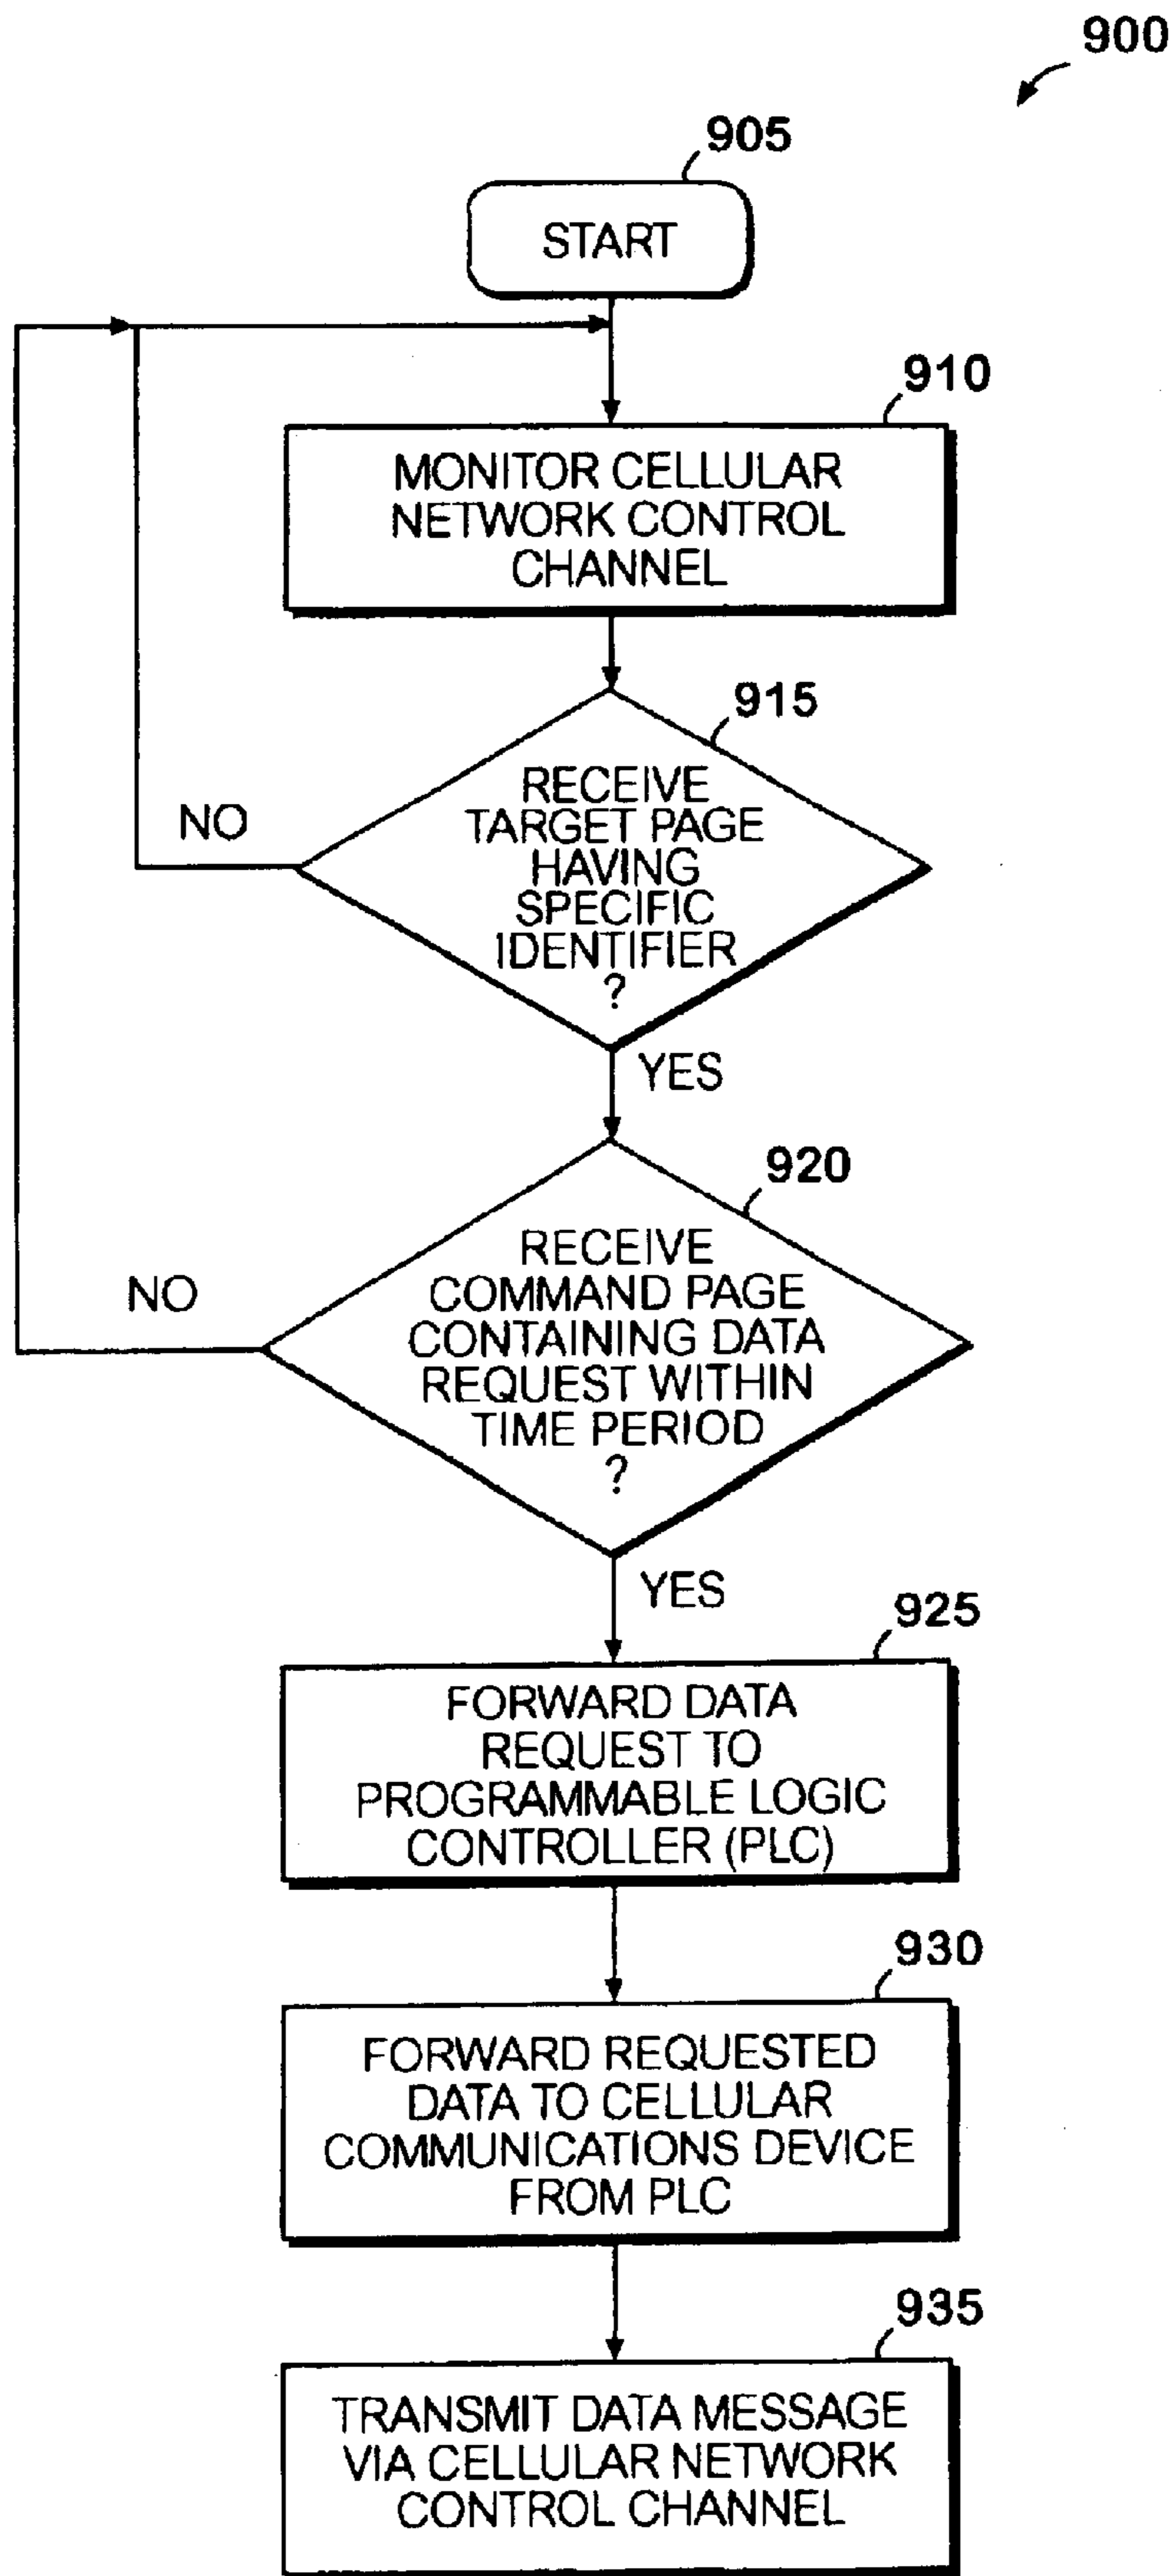 900
905
START
910
MONITOR CELLULAR
NETWORK CONTROL
CHANNEL
915
RECEIVE
TARGET PAGE
HAVING
SPECIFIC
IDENTIFIER
?
NO
YES
920
RECEIVE
COMMAND PAGE
CONTAINING DATA
REQUEST WITHIN
TIME PERIOD
?
NO
YES
925
FORWARD DATA
REQUEST TO
PROGRAMMABLE LOGIC
CONTROLLER (PLC)
930
FORWARD REQUESTED
DATA TO CELLULAR
COMMUNICATIONS DEVICE
FROM PLC
935
TRANSMIT DATA MESSAGE
VIA CELLULAR NETWORK
CONTROL CHANNEL